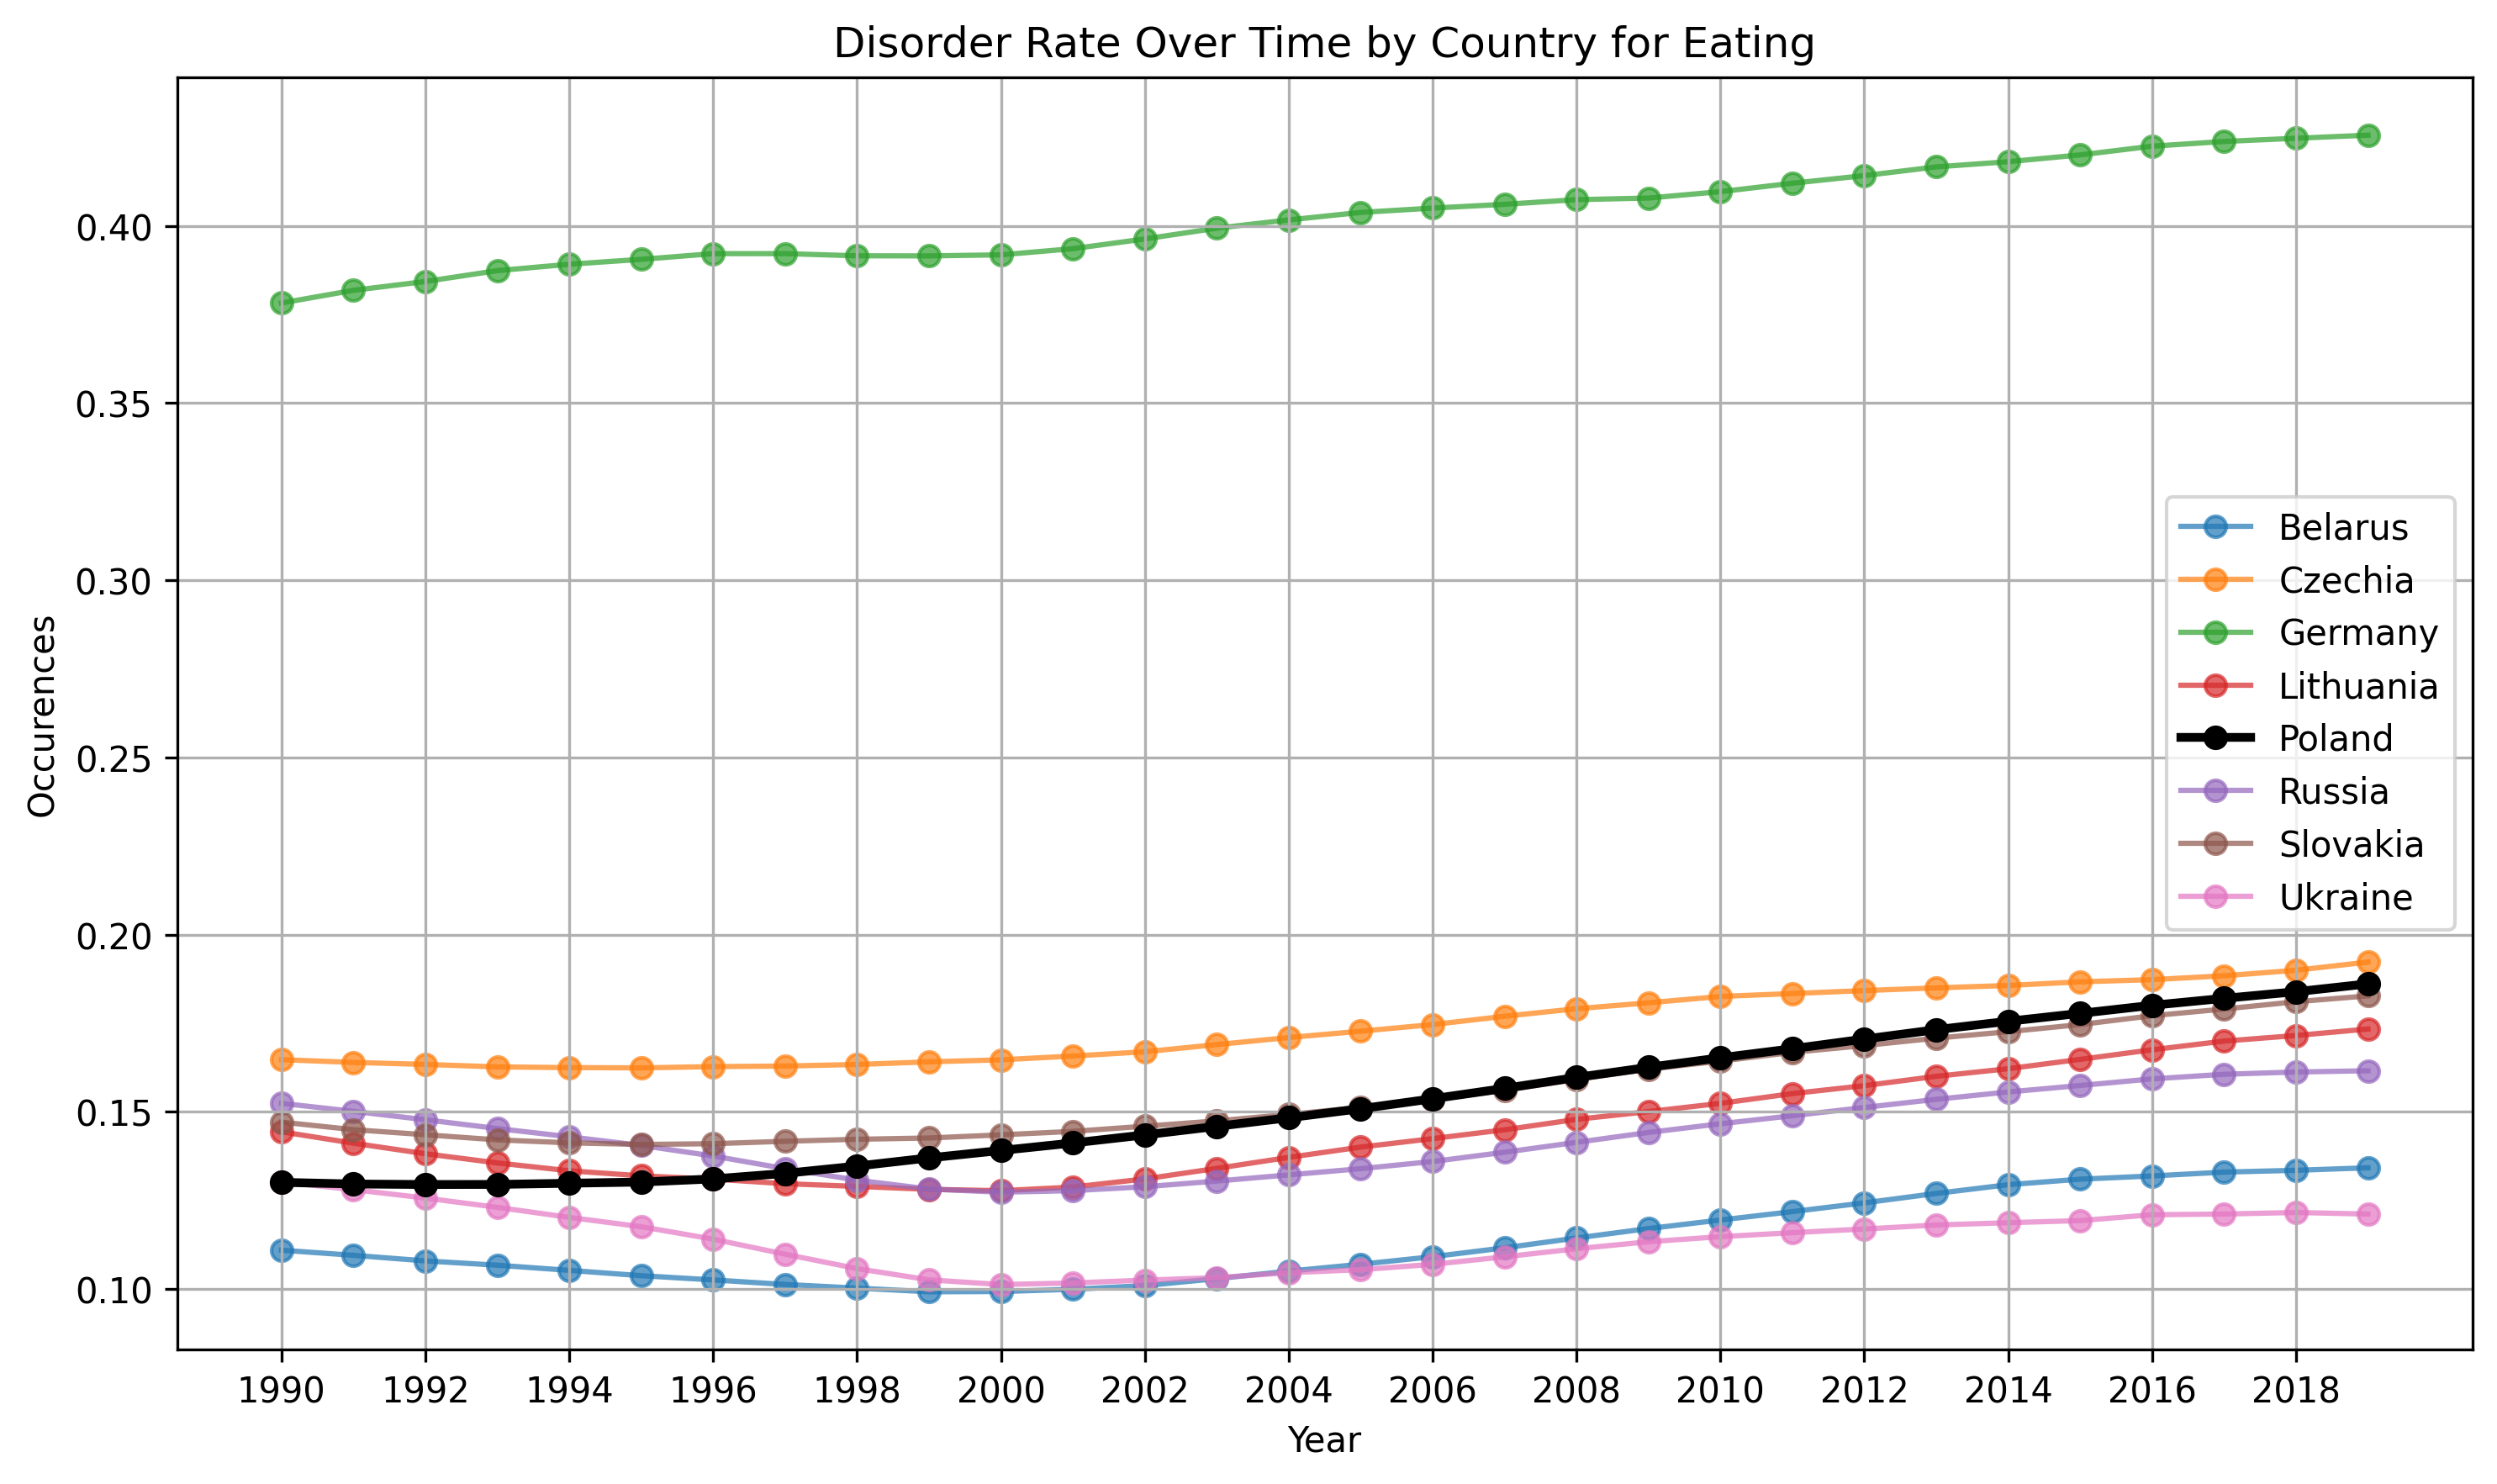 Disorder Rate Over Time by Country for Eating
Occurences
0.40
0.35
0.30
0.25
0.20
0.15
0.10
Belarus
Czechia
Germany
Lithuania
Poland
Russia
Slovakia
Ukraine
1990 1992 1994 1996 1998 2000 2002 2004 2006 2008 2010 2012 2014 2016 2018
Year